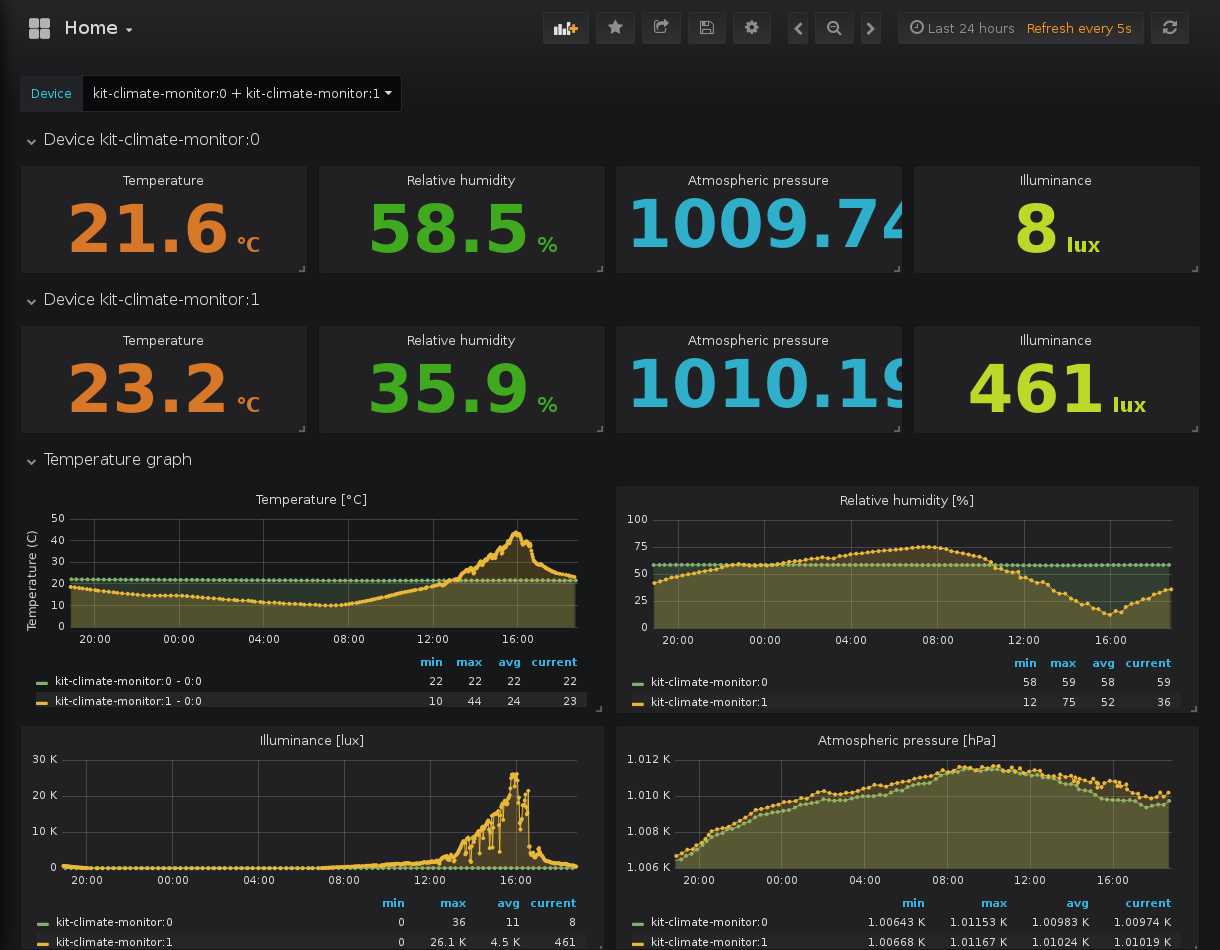 Home
Last 24 hours Refresh every 5s
Device kit-climate-monitor:0 + kit-climate-monitor:1
Device kit-climate-monitor:0
Temperature Relative humidity Atmospheric pressure Illuminance
21.6 °C 58.5 % 1009.74 8 lux
Device kit-climate-monitor:1
Temperature Relative humidity Atmospheric pressure Illuminance
23.2 °C 35.9 % 1010.19 461 lux
Temperature graph
Temperature [°C]
Temperature (C)
50
40
30
20
10
0
20:00 00:00 04:00 08:00 12:00 16:00
min max avg current
kit-climate-monitor:0 - 0:0 22 22 22 22
kit-climate-monitor:1 - 0:0 10 44 24 23
Relative humidity [%]
100
75
50
25
0
20:00 00:00 04:00 08:00 12:00 16:00
min max avg current
kit-climate-monitor:0 58 59 58 59
kit-climate-monitor:1 12 75 52 36
Illuminance [lux]
30 K
20 K
10 K
0
20:00 00:00 04:00 08:00 12:00 16:00
min max avg current
kit-climate-monitor:0 0 36 11 8
kit-climate-monitor:1 0 26.1 K 4.5 K 461
Atmospheric pressure [hPa]
1.012 K
1.010 K
1.008 K
1.006 K
20:00 00:00 04:00 08:00 12:00 16:00
min max avg current
kit-climate-monitor:0 1.00643 K 1.01153 K 1.00983 K 1.00974 K
kit-climate-monitor:1 1.00668 K 1.01167 K 1.01024 K 1.01019 K